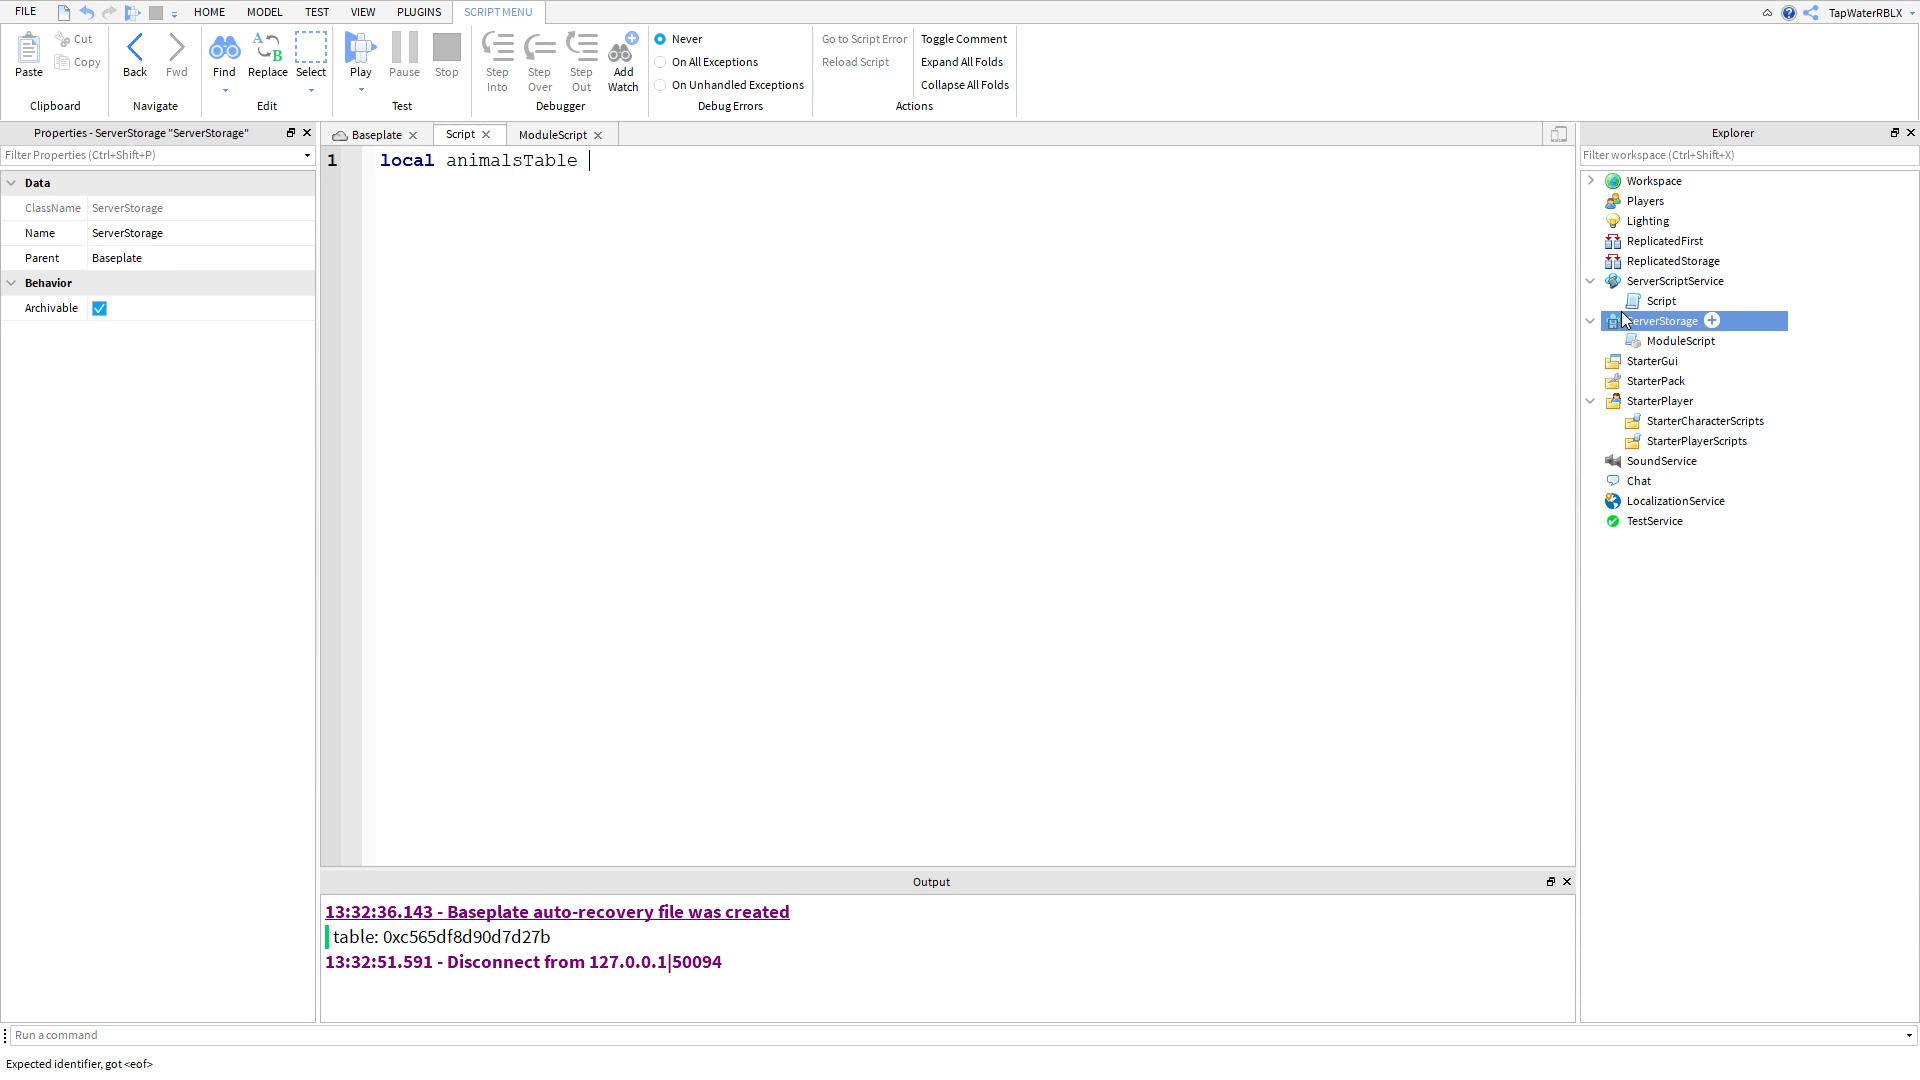 FILE HOME MODEL TEST VIEW PLUGINS SCRIPT MENU TapWaterRBLX
Paste Cut Copy Clipboard
Back Fwd Navigate
Find Replace Select Edit
Play Pause Stop Test
Step Into Step Over Step Out Add Watch Debugger
Never
On All Exceptions
On Unhandled Exceptions
Debug Errors
Go to Script Error
Reload Script
Toggle Comment
Expand All Folds
Collapse All Folds
Actions
Properties - ServerStorage "ServerStorage"
Filter Properties (Ctrl+Shift+P)
Data
ClassName ServerStorage
Name ServerStorage
Parent Baseplate
Behavior
Archivable
Baseplate Script ModuleScript
1 local animalsTable
Output
13:32:36.143 - Baseplate auto-recovery file was created
table: 0xc565df8d90d7d27b
13:32:51.591 - Disconnect from 127.0.0.1|50094
Explorer
Filter workspace (Ctrl+Shift+X)
Workspace
Players
Lighting
ReplicatedFirst
ReplicatedStorage
ServerScriptService
Script
ServerStorage
ModuleScript
StarterGui
StarterPack
StarterPlayer
StarterCharacterScripts
StarterPlayerScripts
SoundService
Chat
LocalizationService
TestService
Run a command
Expected identifier, got <eof>